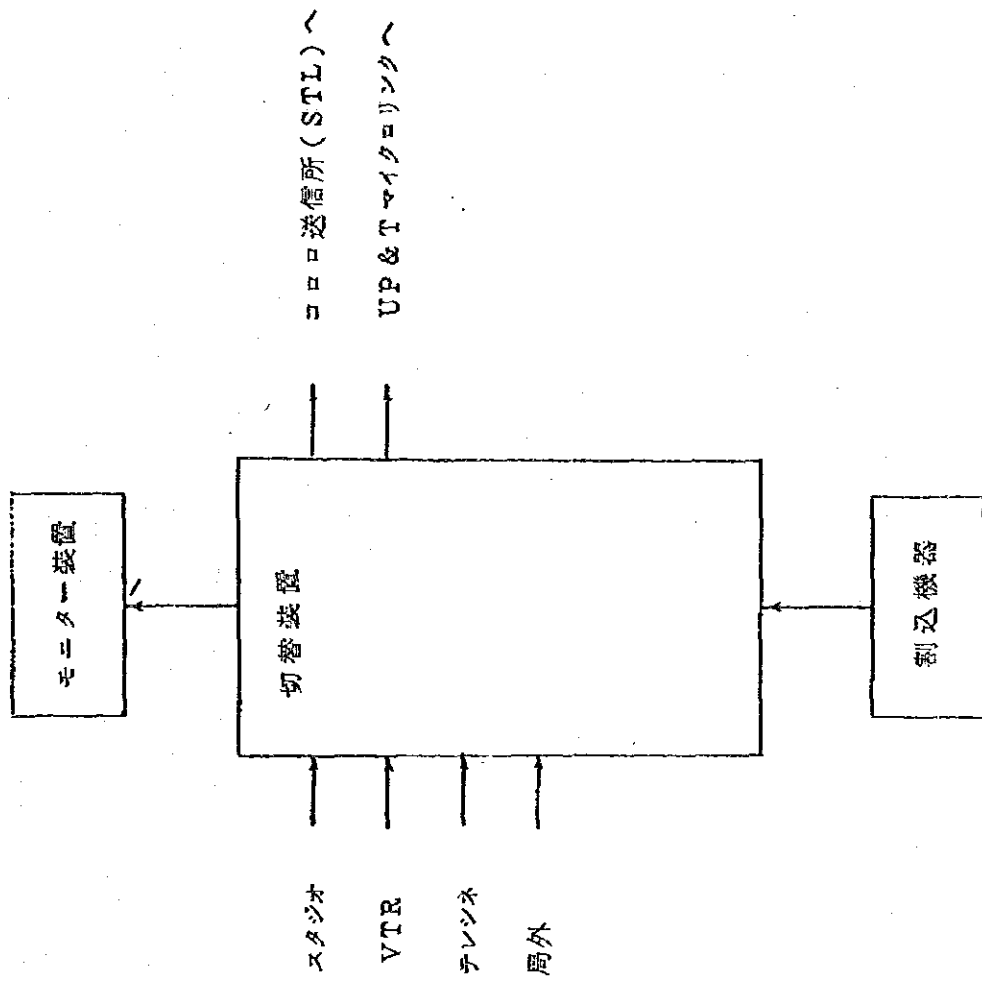 モニター装置
切替装置
割込機器
スタジオ
VTR
テレシネ
局外
コロロ送信所(STL)へ
UP&Tマイクロリンクへ